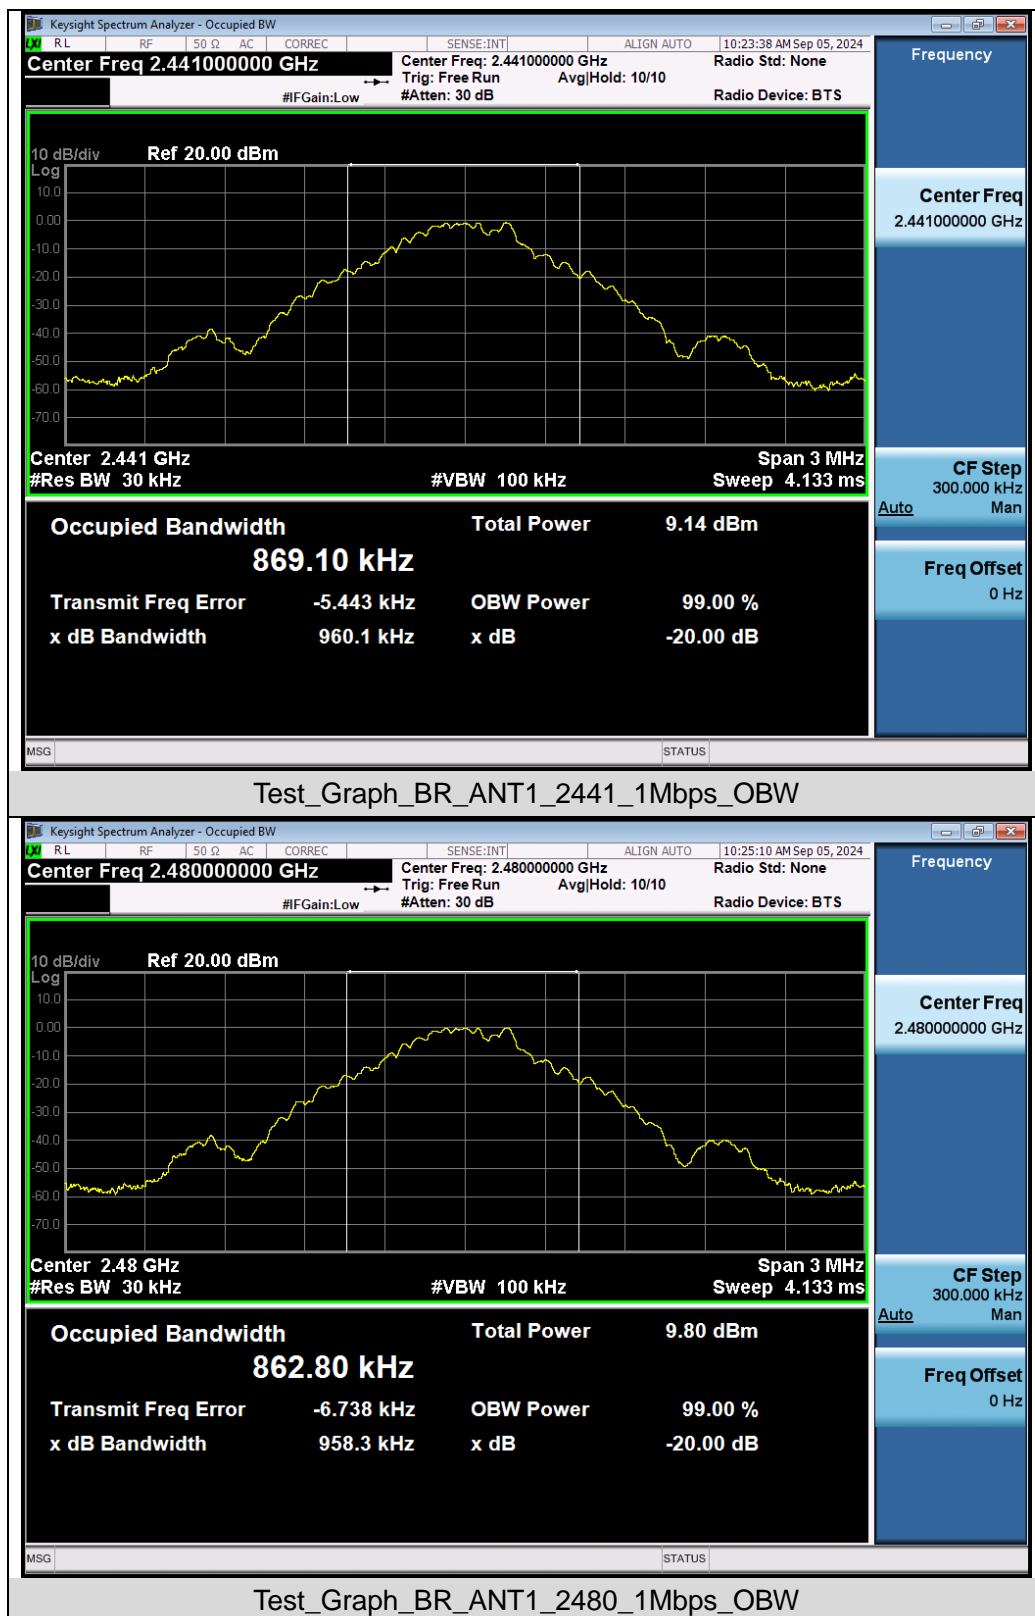 Keysight Spectrum Analyzer - Occupied BW
LXI RL RF 50 Ω AC CORREC SENSE:INT ALIGN AUTO 10:23:38 AM Sep 05, 2024
Center Freq 2.441000000 GHz
Center Freq: 2.441000000 GHz Radio Std: None
Trig: Free Run Avg|Hold: 10/10
#IFGain:Low #Atten: 30 dB Radio Device: BTS
Frequency
10 dB/div Ref 20.00 dBm
Log
10.0
0.00
-10.0
-20.0
-30.0
-40.0
-50.0
-60.0
-70.0
Center Freq
2.441000000 GHz
Center 2.441 GHz Span 3 MHz
#Res BW 30 kHz #VBW 100 kHz Sweep 4.133 ms
CF Step
300.000 kHz
Auto Man
Occupied Bandwidth Total Power 9.14 dBm
869.10 kHz
Transmit Freq Error -5.443 kHz OBW Power 99.00 %
x dB Bandwidth 960.1 kHz x dB -20.00 dB
Freq Offset
0 Hz
MSG STATUS
Test_Graph_BR_ANT1_2441_1Mbps_OBW
Keysight Spectrum Analyzer - Occupied BW
LXI RL RF 50 Ω AC CORREC SENSE:INT ALIGN AUTO 10:25:10 AM Sep 05, 2024
Center Freq 2.480000000 GHz
Center Freq: 2.480000000 GHz Radio Std: None
Trig: Free Run Avg|Hold: 10/10
#IFGain:Low #Atten: 30 dB Radio Device: BTS
Frequency
10 dB/div Ref 20.00 dBm
Log
10.0
0.00
-10.0
-20.0
-30.0
-40.0
-50.0
-60.0
-70.0
Center Freq
2.480000000 GHz
Center 2.48 GHz Span 3 MHz
#Res BW 30 kHz #VBW 100 kHz Sweep 4.133 ms
CF Step
300.000 kHz
Auto Man
Occupied Bandwidth Total Power 9.80 dBm
862.80 kHz
Transmit Freq Error -6.738 kHz OBW Power 99.00 %
x dB Bandwidth 958.3 kHz x dB -20.00 dB
Freq Offset
0 Hz
MSG STATUS
Test_Graph_BR_ANT1_2480_1Mbps_OBW